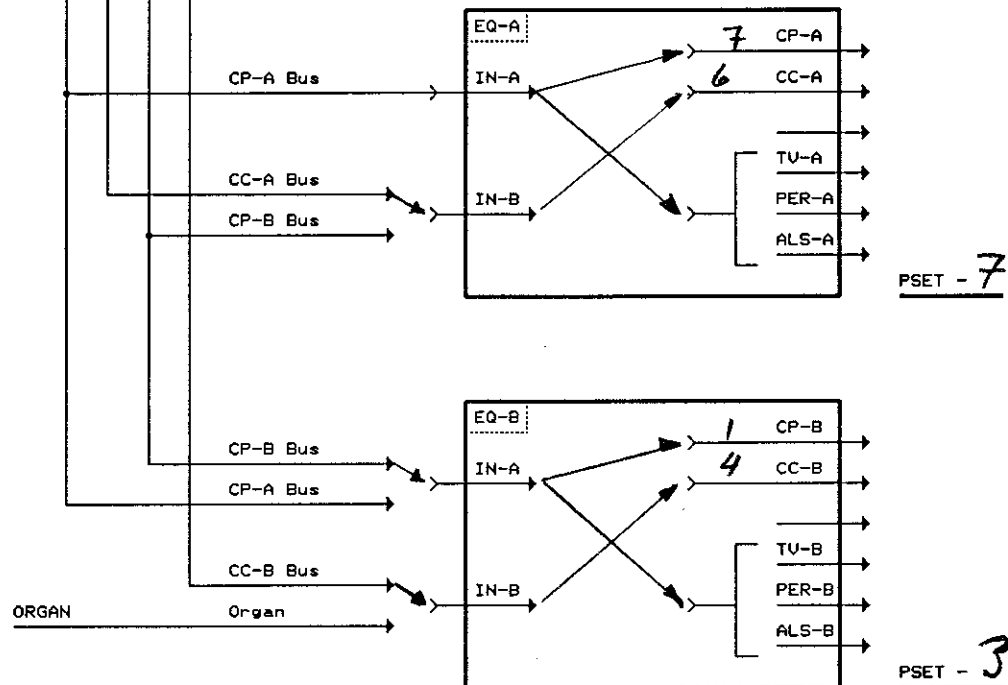 EQ-A
7 CP-A
CP-A Bus IN-A 6 CC-A
TV-A
CC-A Bus IN-B PER-A
CP-B Bus
ALS-A
PSET - 7
EQ-B
1 CP-B
CP-B Bus IN-A 4 CC-B
CP-A Bus
TV-B
CC-B Bus IN-B PER-B
ORGAN Organ
ALS-B
PSET - 3